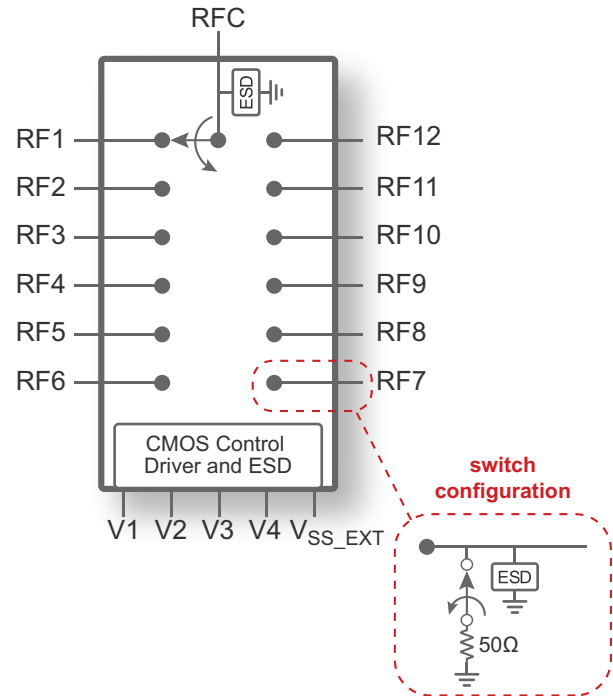 RFC
ESD
RF1
RF12
RF2
RF11
RF3
RF10
RF4
RF9
RF5
RF8
RF6
RF7
CMOS Control
Driver and ESD
V1 V2 V3 V4 VSS_EXT
switch
configuration
ESD
50Ω